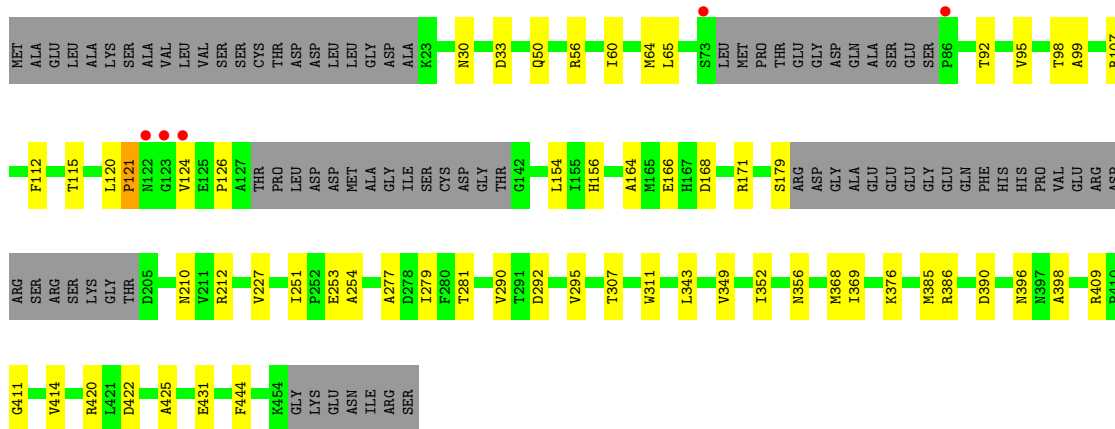 MET ALA GLU LEU ALA LYS SER ALA VAL LEU VAL SER SER CYS THR ASP ASP LEU LEU GLY ASP ALA K23 N30 D33 Q50 R56 I60 M64 L65 S73 LEU MET PRO THR GLU GLY ASP GLN ALA SER GLU SER P86 T92 V95 T98 A99 R107
F112 T115 L120 P121 N122 G123 V124 E125 P126 A127 THR PRO LEU ASP ASP MET ALA GLY ILE SER CYS ASP GLY THR G142 L154 I155 H156 A164 M165 E166 H167 D168 R171 S179 ARG ASP GLY ALA GLU GLU GLU GLY GLU GLN PHE HIS HIS PRO VAL GLU ARG ASP
ARG SER ARG SER LYS GLY THR D205 N210 V211 R212 V227 I251 P252 E253 A254 A277 D278 I279 F280 T281 V290 T291 D292 V295 T307 W311 L343 V349 I352 N356 M368 I369 K376 M385 R386 D390 N396 N397 A398 R409 R410
G411 V414 R420 L421 D422 A425 E431 F444 K454 GLY LYS GLU ASN ILE ARG SER